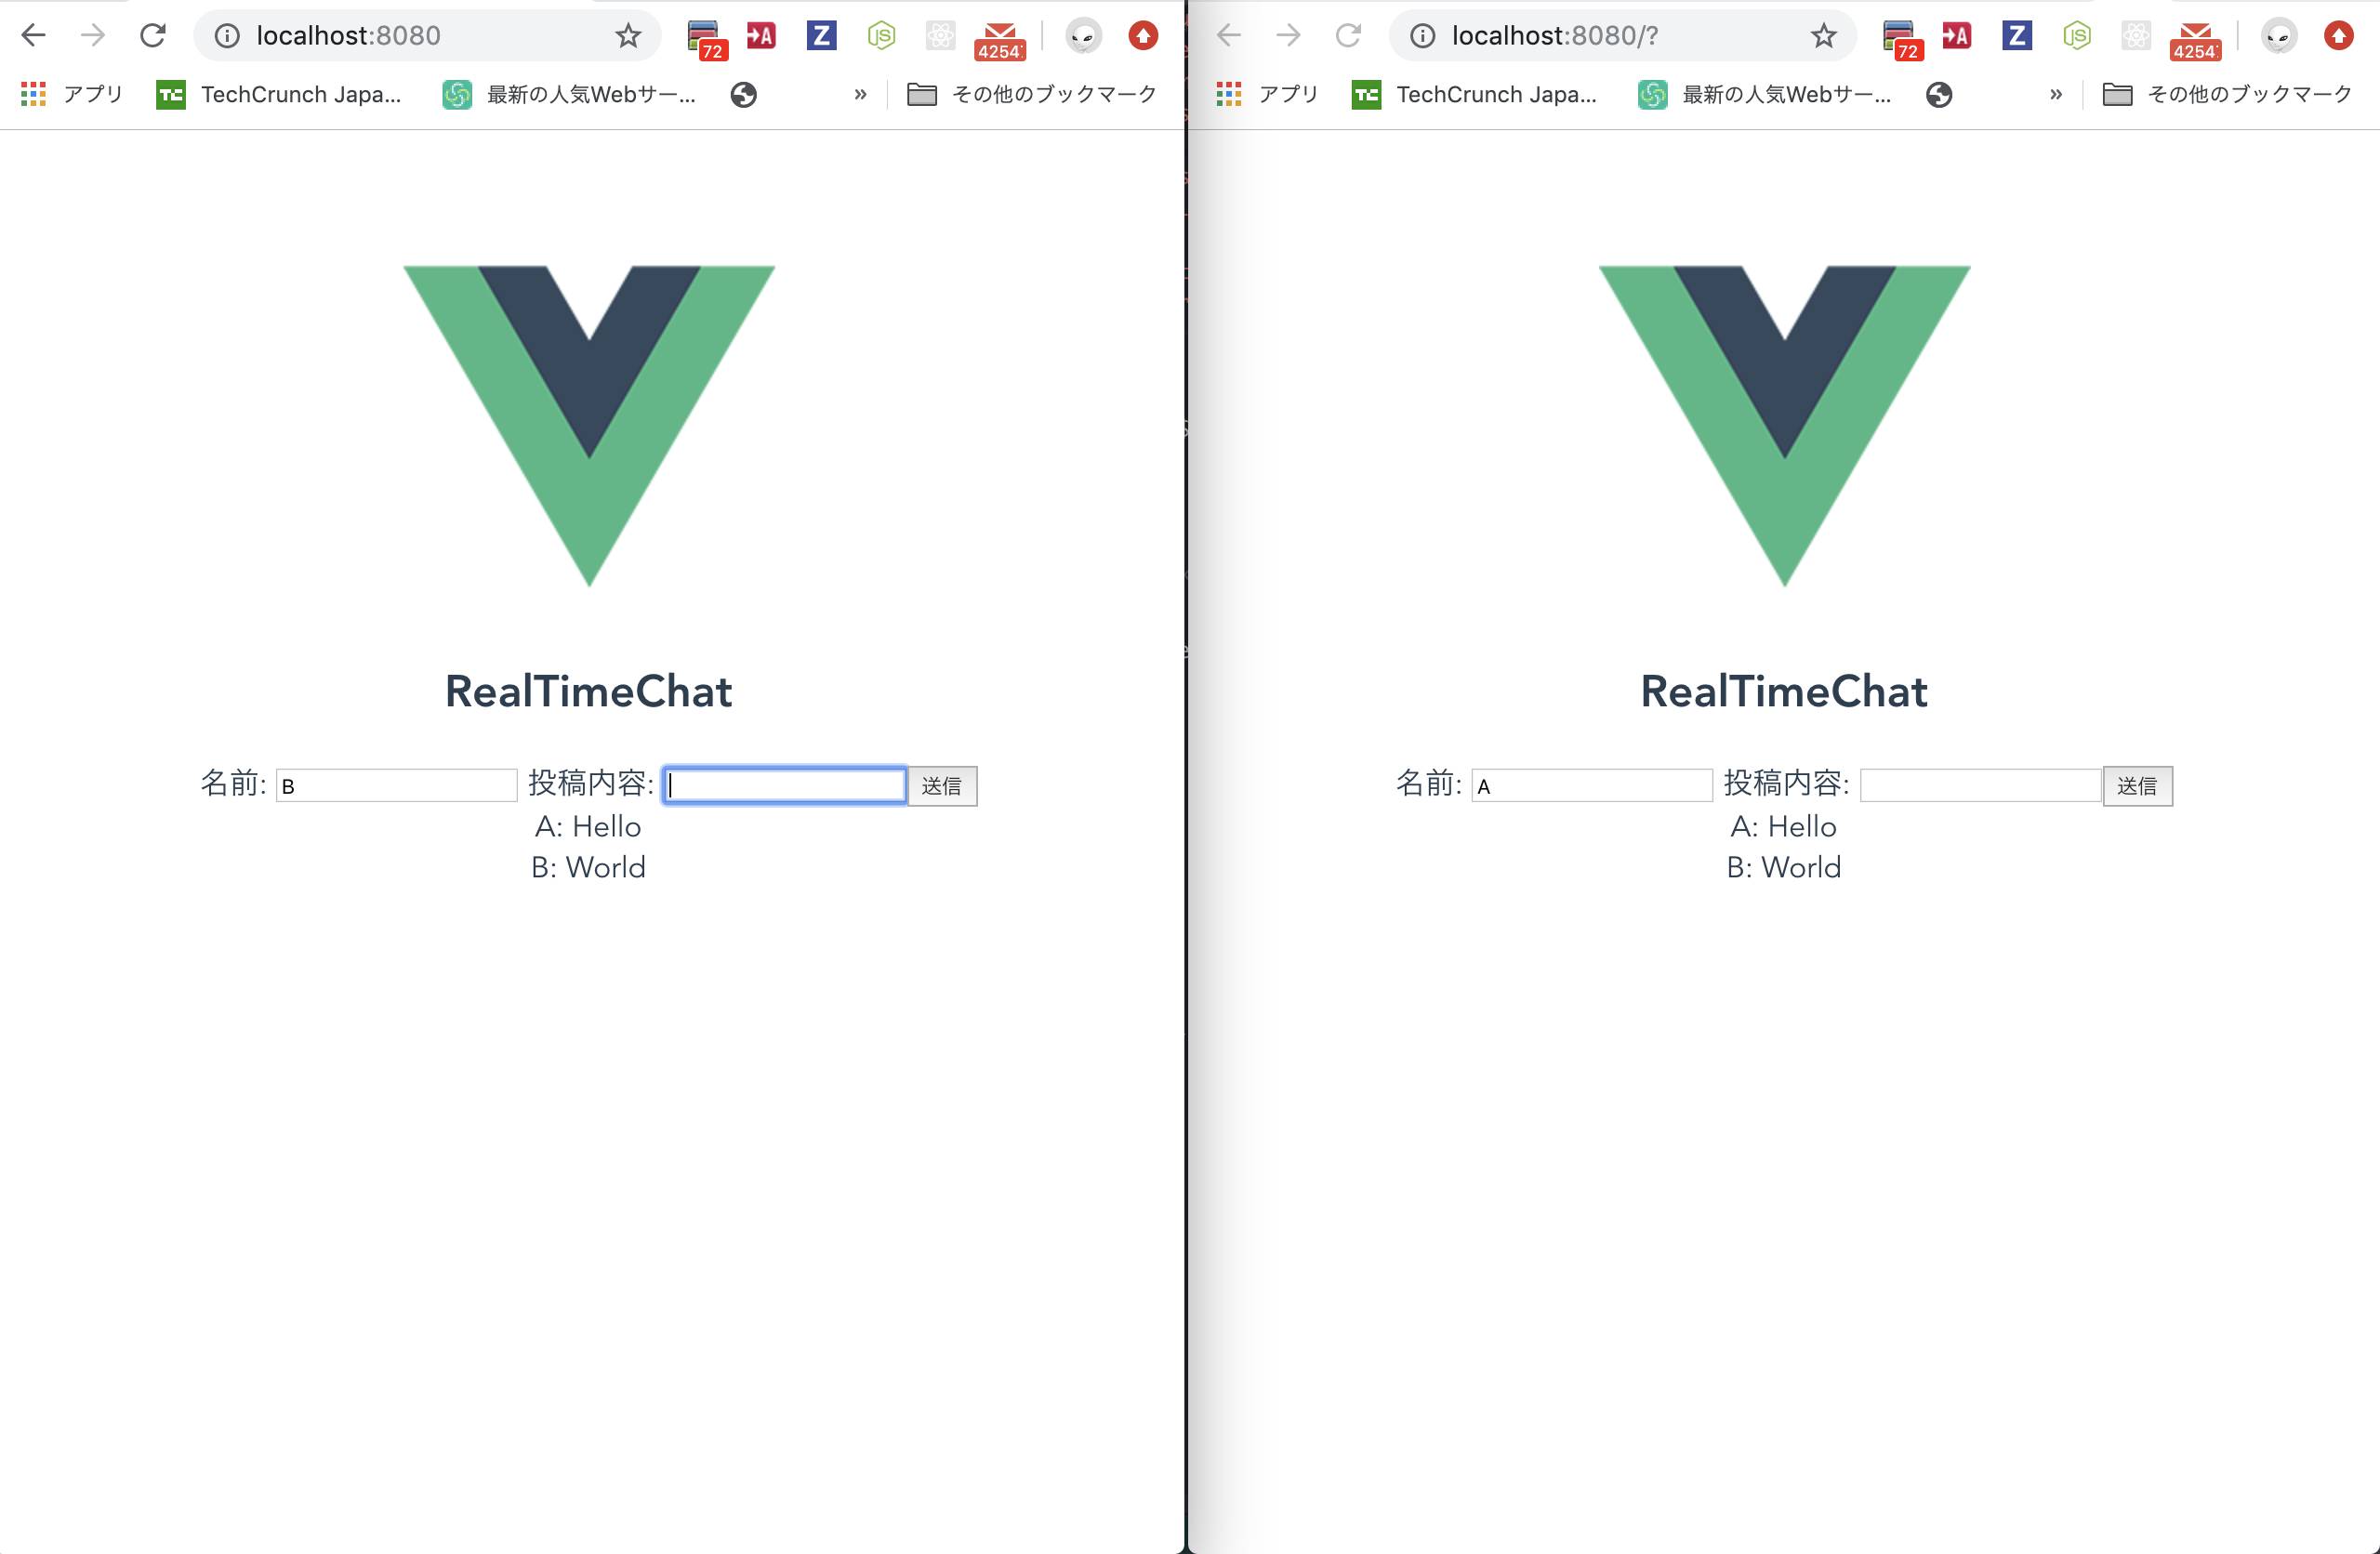 localhost:8080
72
A
Z
JS
4254
アプリ
TC
TechCrunch Japa...
最新の人気Webサー...
»
その他のブックマーク
RealTimeChat
名前: B 投稿内容: 送信
A: Hello
B: World
localhost:8080/?
72
A
Z
JS
4254
アプリ
TC
TechCrunch Japa...
最新の人気Webサー...
»
その他のブックマーク
RealTimeChat
名前: A 投稿内容: 送信
A: Hello
B: World